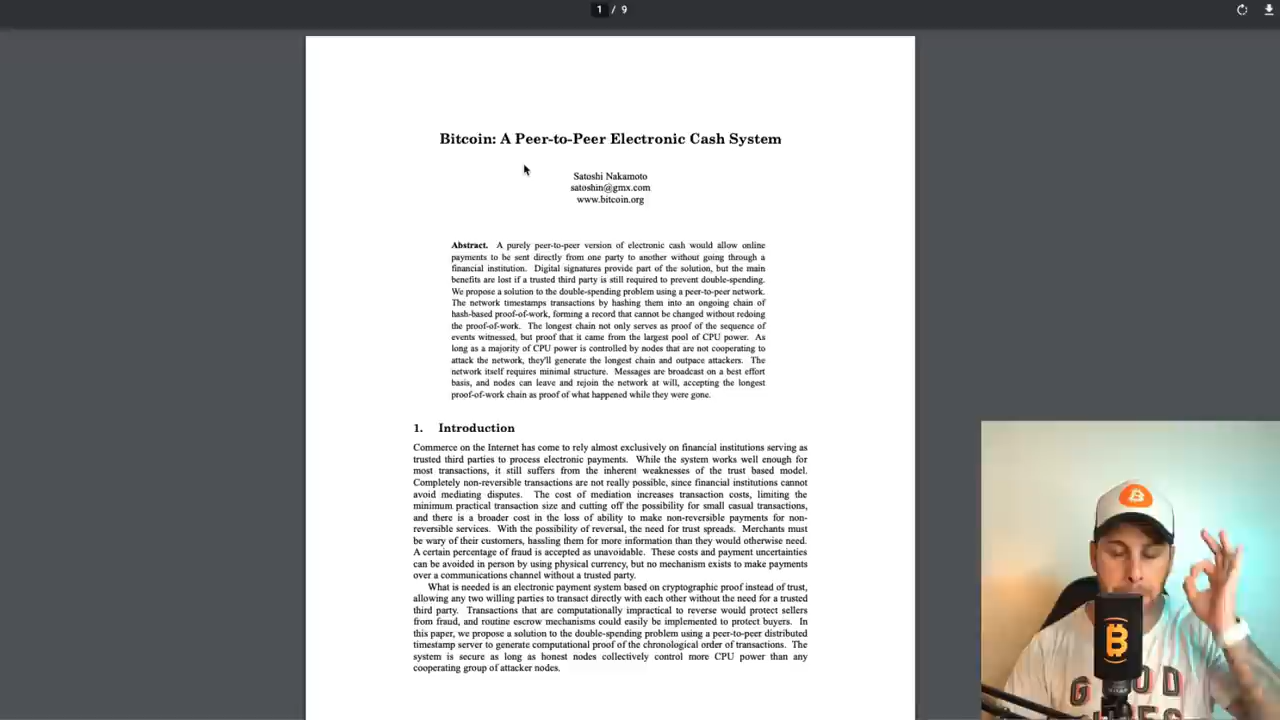 1 / 9
Bitcoin: A Peer-to-Peer Electronic Cash System
Satoshi Nakamoto
satoshin@gmx.com
www.bitcoin.org
Abstract. A purely peer-to-peer version of electronic cash would allow online
payments to be sent directly from one party to another without going through a
financial institution. Digital signatures provide part of the solution, but the main
benefits are lost if a trusted third party is still required to prevent double-spending.
We propose a solution to the double-spending problem using a peer-to-peer network.
The network timestamps transactions by hashing them into an ongoing chain of
hash-based proof-of-work, forming a record that cannot be changed without redoing
the proof-of-work. The longest chain not only serves as proof of the sequence of
events witnessed, but proof that it came from the largest pool of CPU power. As
long as a majority of CPU power is controlled by nodes that are not cooperating to
attack the network, they'll generate the longest chain and outpace attackers. The
network itself requires minimal structure. Messages are broadcast on a best effort
basis, and nodes can leave and rejoin the network at will, accepting the longest
proof-of-work chain as proof of what happened while they were gone.
1. Introduction
Commerce on the Internet has come to rely almost exclusively on financial institutions serving as
trusted third parties to process electronic payments. While the system works well enough for
most transactions, it still suffers from the inherent weaknesses of the trust based model.
Completely non-reversible transactions are not really possible, since financial institutions cannot
avoid mediating disputes. The cost of mediation increases transaction costs, limiting the
minimum practical transaction size and cutting off the possibility for small casual transactions,
and there is a broader cost in the loss of ability to make non-reversible payments for non-
reversible services. With the possibility of reversal, the need for trust spreads. Merchants must
be wary of their customers, hassling them for more information than they would otherwise need.
A certain percentage of fraud is accepted as unavoidable. These costs and payment uncertainties
can be avoided in person by using physical currency, but no mechanism exists to make payments
over a communications channel without a trusted party.
What is needed is an electronic payment system based on cryptographic proof instead of trust,
allowing any two willing parties to transact directly with each other without the need for a trusted
third party. Transactions that are computationally impractical to reverse would protect sellers
from fraud, and routine escrow mechanisms could easily be implemented to protect buyers. In
this paper, we propose a solution to the double-spending problem using a peer-to-peer distributed
timestamp server to generate computational proof of the chronological order of transactions. The
system is secure as long as honest nodes collectively control more CPU power than any
cooperating group of attacker nodes.